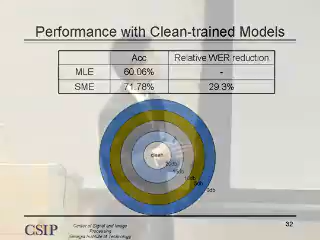 Performance with Clean-trained Models
Acc Relative WER reduction
MLE 60.06% -
SME 71.78% 29.3%
clean
20db
15db
10db
5db
0db
CSIP
Center of Signal and Image
Processing
Georgia Institute of Technology
32